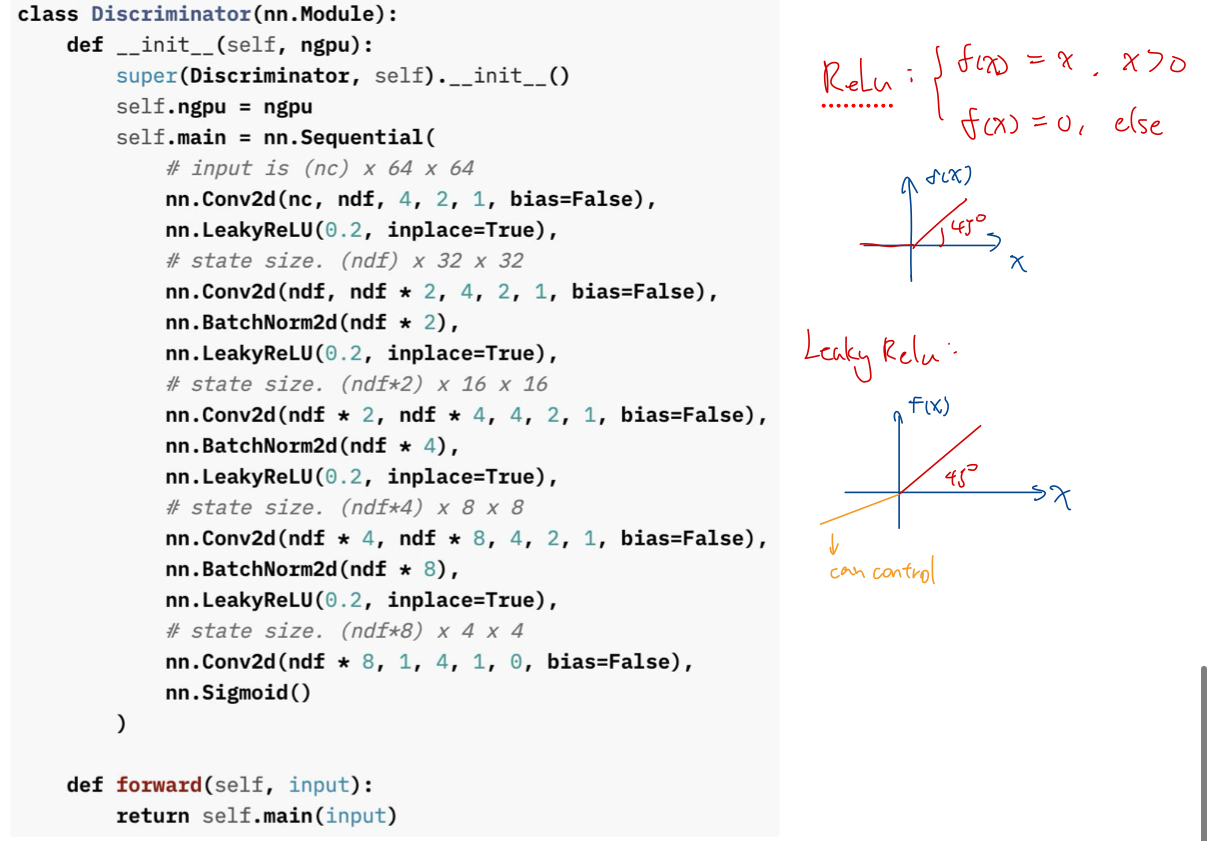 class Discriminator(nn.Module):
    def __init__(self, ngpu):
        super(Discriminator, self).__init__()
        self.ngpu = ngpu
        self.main = nn.Sequential(
            # input is (nc) x 64 x 64
            nn.Conv2d(nc, ndf, 4, 2, 1, bias=False),
            nn.LeakyReLU(0.2, inplace=True),
            # state size. (ndf) x 32 x 32
            nn.Conv2d(ndf, ndf * 2, 4, 2, 1, bias=False),
            nn.BatchNorm2d(ndf * 2),
            nn.LeakyReLU(0.2, inplace=True),
            # state size. (ndf*2) x 16 x 16
            nn.Conv2d(ndf * 2, ndf * 4, 4, 2, 1, bias=False),
            nn.BatchNorm2d(ndf * 4),
            nn.LeakyReLU(0.2, inplace=True),
            # state size. (ndf*4) x 8 x 8
            nn.Conv2d(ndf * 4, ndf * 8, 4, 2, 1, bias=False),
            nn.BatchNorm2d(ndf * 8),
            nn.LeakyReLU(0.2, inplace=True),
            # state size. (ndf*8) x 4 x 4
            nn.Conv2d(ndf * 8, 1, 4, 1, 0, bias=False),
            nn.Sigmoid()
        )
    def forward(self, input):
        return self.main(input)
ReLu : { f(x) = x , x>0
f(x) = 0, else
f(x)
45°
x
Leaky Relu :
f(x)
45°
x
can control